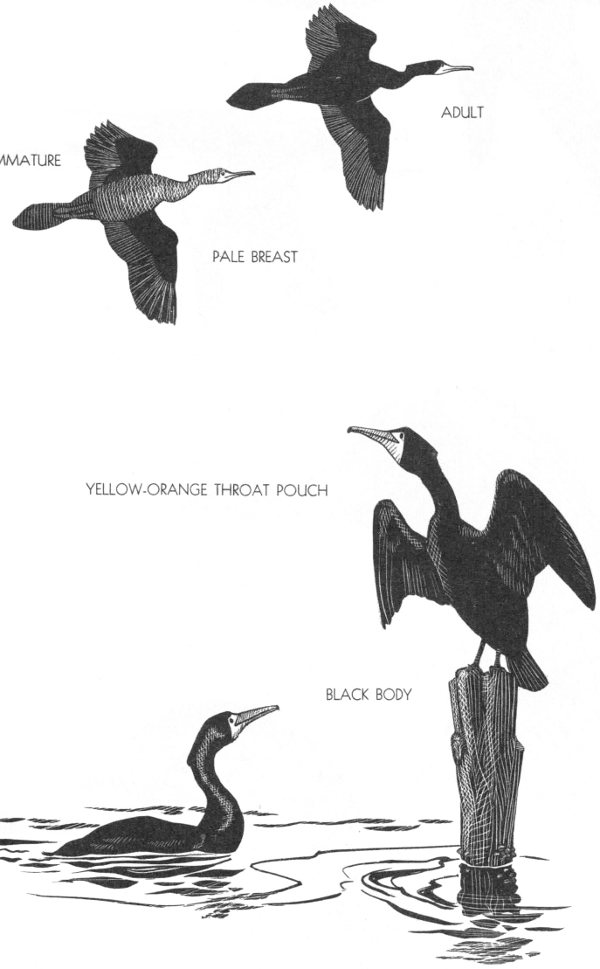 ADULT
MMATURE
PALE BREAST
YELLOW-ORANGE THROAT POUCH
BLACK BODY